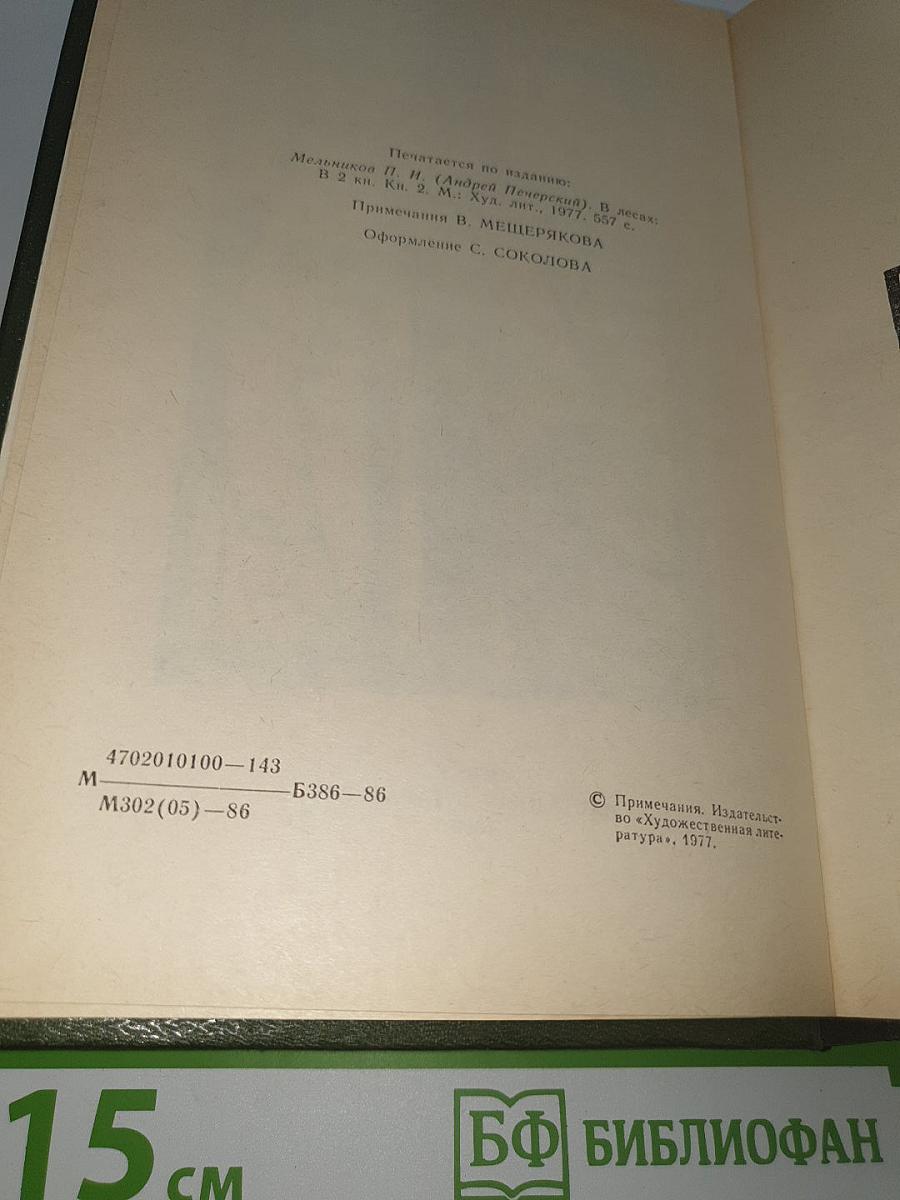 Печатается по изданию:
Мельников П. И. (Андрей Печерский). В лесах:
В 2 кн. Кн. 2. М.: Худ. лит., 1977. 557 с.
Примечания В. МЕЩЕРЯКОВА
Оформление С. СОКОЛОВА
4702010100—143
М————Б386—86
М302(05)—86
© Примечания. Издательст-
во «Художественная лите-
ратура», 1977.
15 см
БФ БИБЛИОФАН